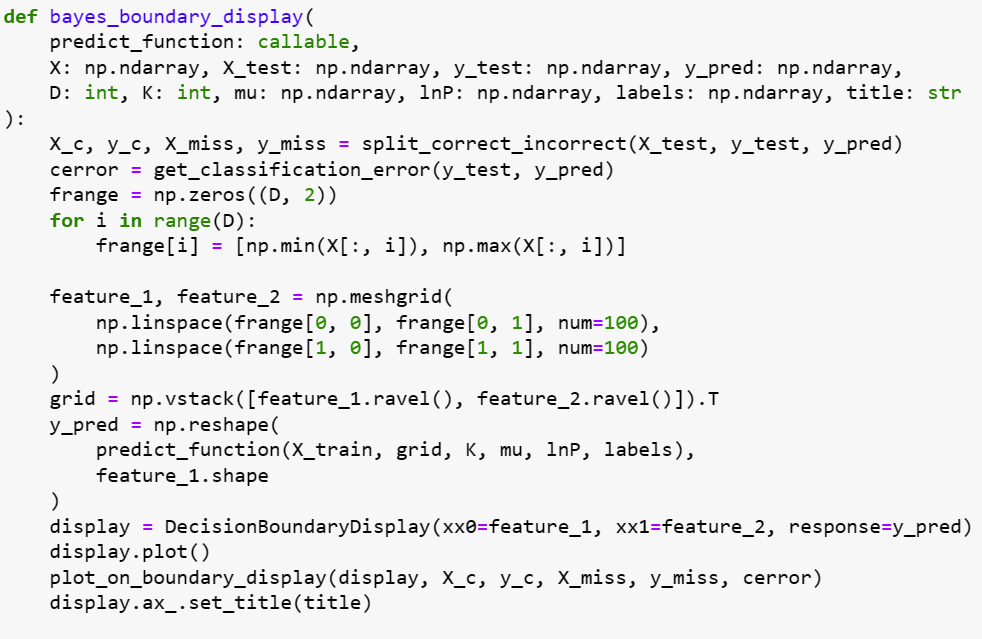 def bayes_boundary_display(
    predict_function: callable,
    X: np.ndarray, X_test: np.ndarray, y_test: np.ndarray, y_pred: np.ndarray,
    D: int, K: int, mu: np.ndarray, lnP: np.ndarray, labels: np.ndarray, title: str
):
    X_c, y_c, X_miss, y_miss = split_correct_incorrect(X_test, y_test, y_pred)
    cerror = get_classification_error(y_test, y_pred)
    frange = np.zeros((D, 2))
    for i in range(D):
        frange[i] = [np.min(X[:, i]), np.max(X[:, i])]

    feature_1, feature_2 = np.meshgrid(
        np.linspace(frange[0, 0], frange[0, 1], num=100),
        np.linspace(frange[1, 0], frange[1, 1], num=100)
    )
    grid = np.vstack([feature_1.ravel(), feature_2.ravel()]).T
    y_pred = np.reshape(
        predict_function(X_train, grid, K, mu, lnP, labels),
        feature_1.shape
    )
    display = DecisionBoundaryDisplay(xx0=feature_1, xx1=feature_2, response=y_pred)
    display.plot()
    plot_on_boundary_display(display, X_c, y_c, X_miss, y_miss, cerror)
    display.ax_.set_title(title)